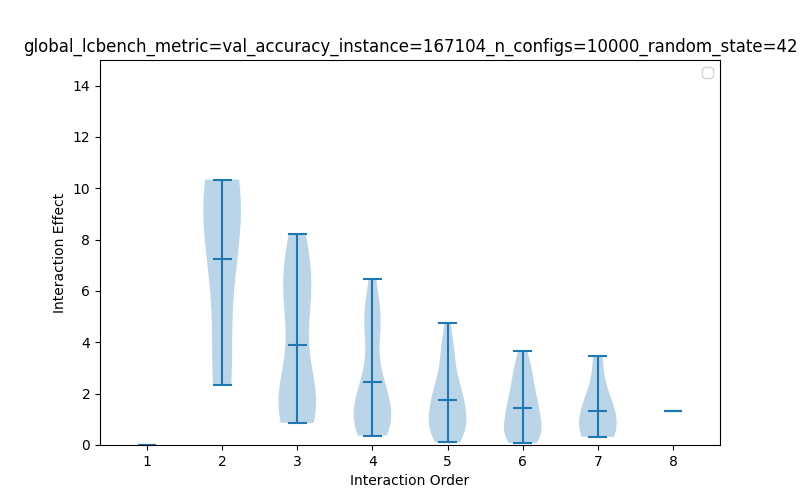 global_lcbench_metric=val_accuracy_instance=167104_n_configs=10000_random_state=42
Interaction Effect
14
12
10
8
6
4
2
0
1 2 3 4 5 6 7 8
Interaction Order